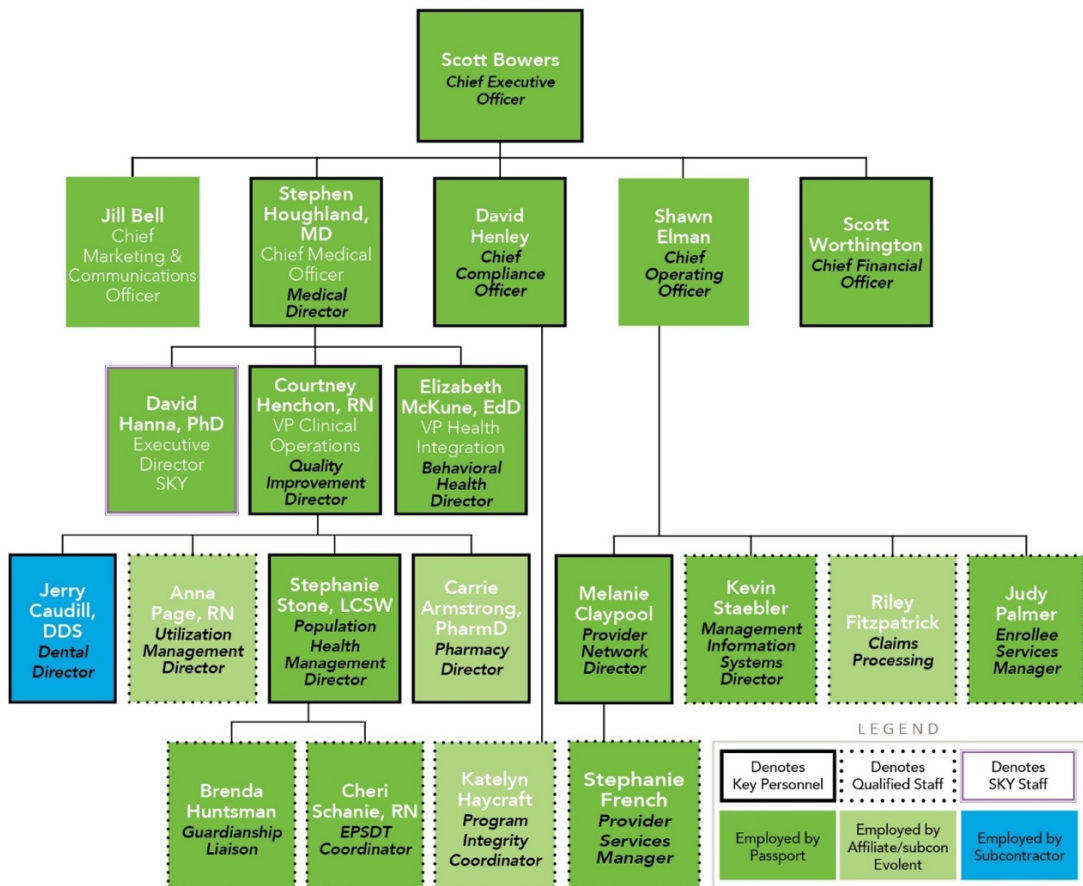 Scott Bowers
Chief Executive
Officer
Jill Bell
Chief
Marketing &
Communications
Officer
Stephen
Houghland,
MD
Chief Medical
Officer
Medical
Director
David
Henley
Chief
Compliance
Officer
Shawn
Elman
Chief
Operating
Officer
Scott
Worthington
Chief Financial
Officer
David
Hanna, PhD
Executive
Director
SKY
Courtney
Henchon, RN
VP Clinical
Operations
Quality
Improvement
Director
Elizabeth
McKune, EdD
VP Health
Integration
Behavioral
Health
Director
Jerry
Caudill,
DDS
Dental
Director
Anna
Page, RN
Utilization
Management
Director
Stephanie
Stone, LCSW
Population
Health
Management
Director
Carrie
Armstrong,
PharmD
Pharmacy
Director
Melanie
Claypool
Provider
Network
Director
Kevin
Staebler
Management
Information
Systems
Director
Riley
Fitzpatrick
Claims
Processing
Judy
Palmer
Enrollee
Services
Manager
Brenda
Huntsman
Guardianship
Liaison
Cheri
Schanie, RN
EPSDT
Coordinator
Katelyn
Haycraft
Program
Integrity
Coordinator
Stephanie
French
Provider
Services
Manager
LEGEND
Denotes
Key Personnel
Denotes
Qualified Staff
Denotes
SKY Staff
Employed by
Passport
Employed by
Affiliate/subcon
Evolent
Employed by
Subcontractor